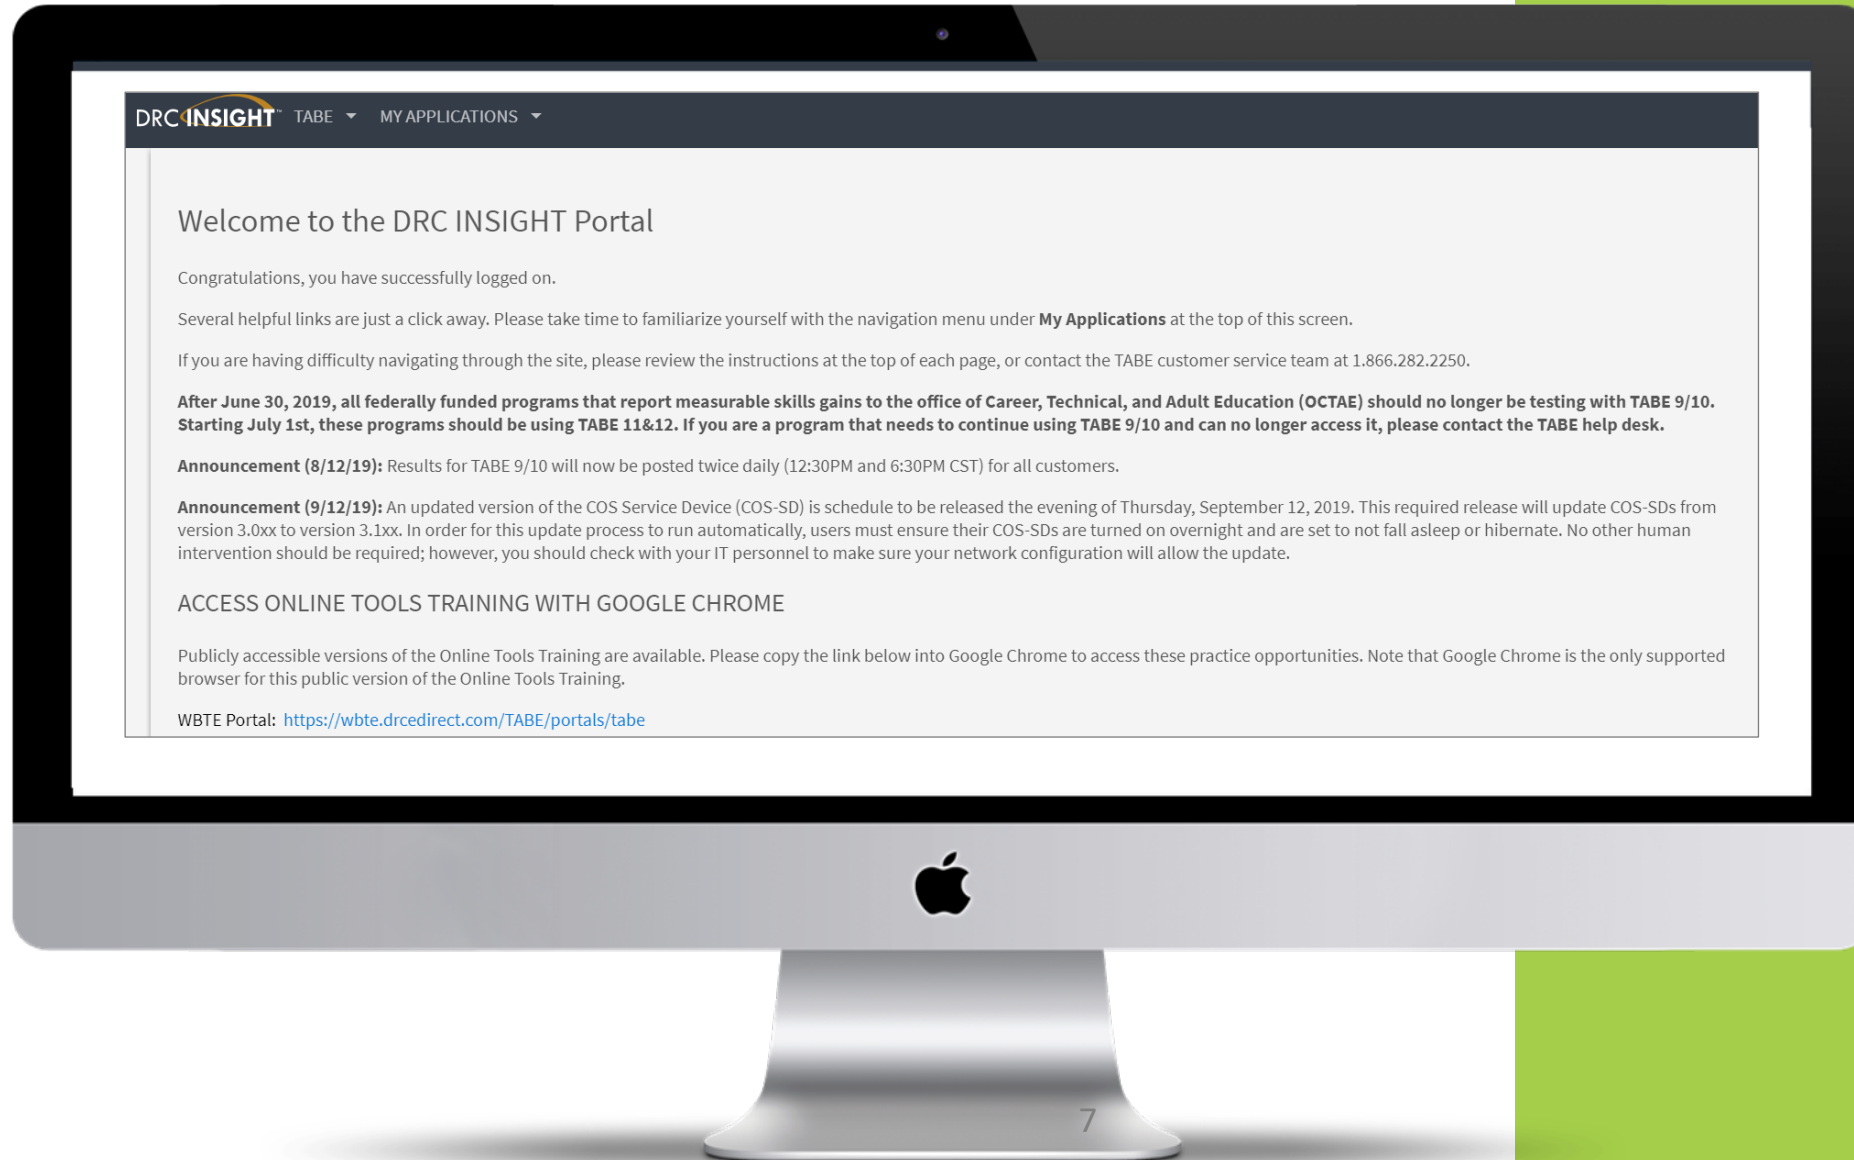 DRC INSIGHT™ TABE MY APPLICATIONS
Welcome to the DRC INSIGHT Portal
Congratulations, you have successfully logged on.
Several helpful links are just a click away. Please take time to familiarize yourself with the navigation menu under My Applications at the top of this screen.
If you are having difficulty navigating through the site, please review the instructions at the top of each page, or contact the TABE customer service team at 1.866.282.2250.
After June 30, 2019, all federally funded programs that report measurable skills gains to the office of Career, Technical, and Adult Education (OCTAE) should no longer be testing with TABE 9/10.
Starting July 1st, these programs should be using TABE 11&12. If you are a program that needs to continue using TABE 9/10 and can no longer access it, please contact the TABE help desk.
Announcement (8/12/19): Results for TABE 9/10 will now be posted twice daily (12:30PM and 6:30PM CST) for all customers.
Announcement (9/12/19): An updated version of the COS Service Device (COS-SD) is schedule to be released the evening of Thursday, September 12, 2019. This required release will update COS-SDs from
version 3.0xx to version 3.1xx. In order for this update process to run automatically, users must ensure their COS-SDs are turned on overnight and are set to not fall asleep or hibernate. No other human
intervention should be required; however, you should check with your IT personnel to make sure your network configuration will allow the update.
ACCESS ONLINE TOOLS TRAINING WITH GOOGLE CHROME
Publicly accessible versions of the Online Tools Training are available. Please copy the link below into Google Chrome to access these practice opportunities. Note that Google Chrome is the only supported
browser for this public version of the Online Tools Training.
WBTE Portal: https://wbte.drcedirect.com/TABE/portals/tabe
7